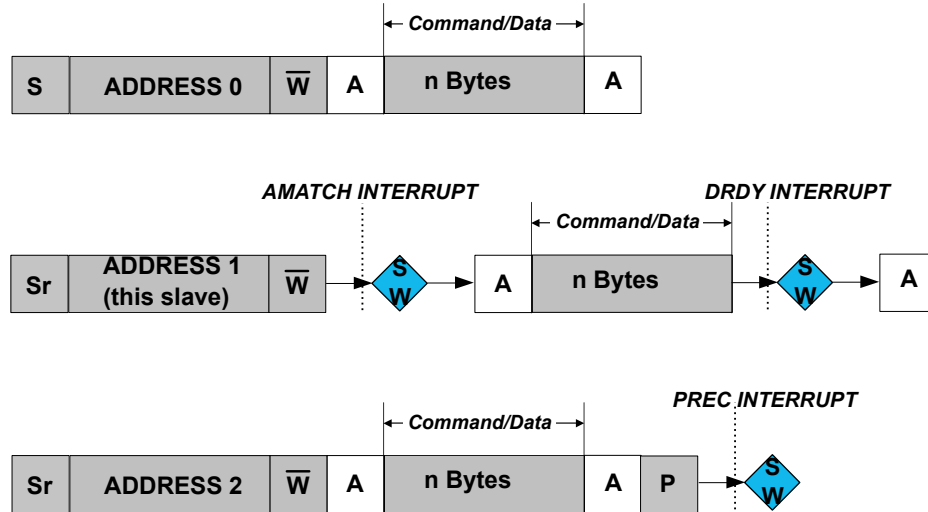 Command/Data
S ADDRESS 0 W̅ A n Bytes A
AMATCH INTERRUPT DRDY INTERRUPT
Command/Data
Sr ADDRESS 1 (this slave) W̅ S W A n Bytes S W A
PREC INTERRUPT
Command/Data
Sr ADDRESS 2 W̅ A n Bytes A P S W